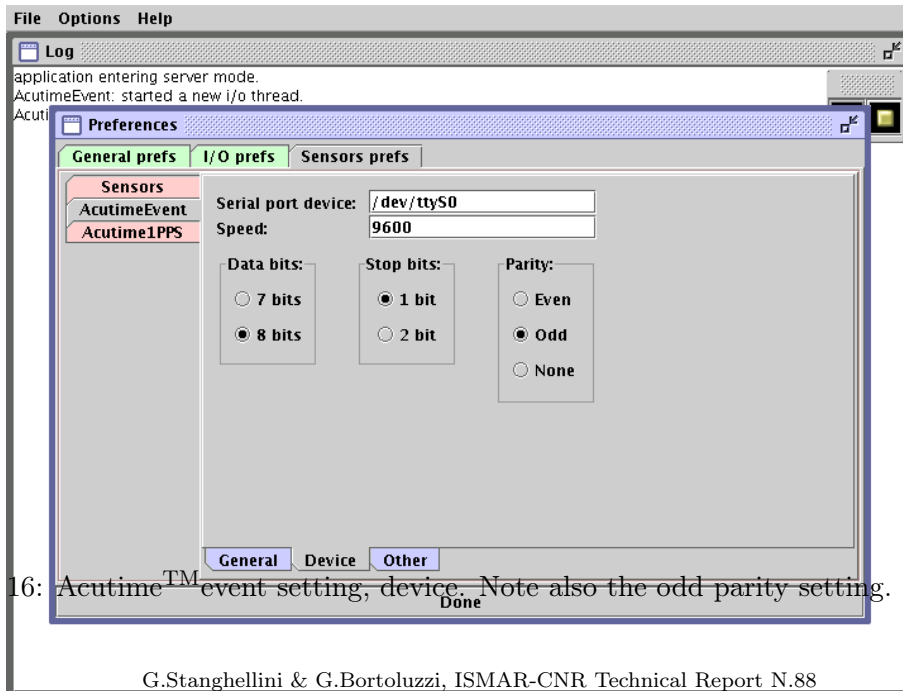 File Options Help
Log
application entering server mode.
AcutimeEvent: started a new i/o thread.
Acuti
Preferences
General prefs I/O prefs Sensors prefs
Sensors
AcutimeEvent
Acutime1PPS
Serial port device: /dev/ttyS0
Speed: 9600
Data bits: Stop bits: Parity:
7 bits 1 bit Even
8 bits 2 bit Odd
None
General Device Other
16: Acutime™event setting, device. Note also the odd parity setting.
Done
G.Stanghellini & G.Bortoluzzi, ISMAR-CNR Technical Report N.88